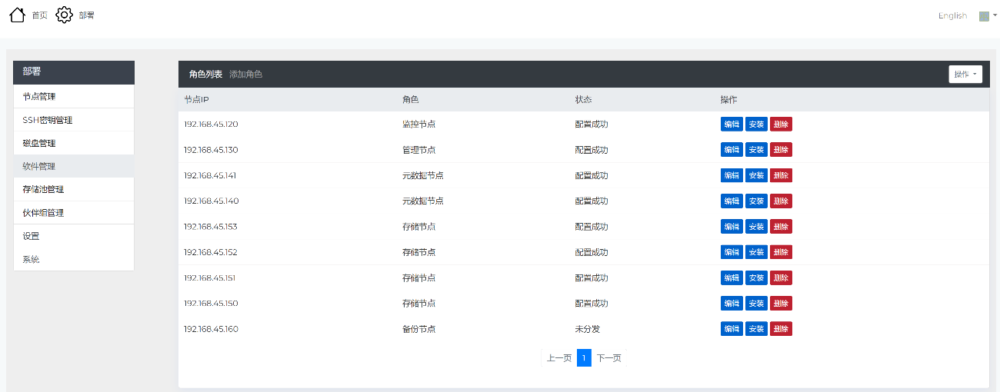 首页 部署 English
部署
节点管理
SSH密钥管理
磁盘管理
软件管理
存储池管理
伙伴组管理
设置
系统
角色列表 添加角色 操作
节点IP 角色 状态 操作
192.168.45.120 监控节点 配置成功 编辑 安装 删除
192.168.45.130 管理节点 配置成功 编辑 安装 删除
192.168.45.141 元数据节点 配置成功 编辑 安装 删除
192.168.45.140 元数据节点 配置成功 编辑 安装 删除
192.168.45.153 存储节点 配置成功 编辑 安装 删除
192.168.45.152 存储节点 配置成功 编辑 安装 删除
192.168.45.151 存储节点 配置成功 编辑 安装 删除
192.168.45.150 存储节点 配置成功 编辑 安装 删除
192.168.45.160 备份节点 未分发 编辑 安装 删除
上一页 1 下一页